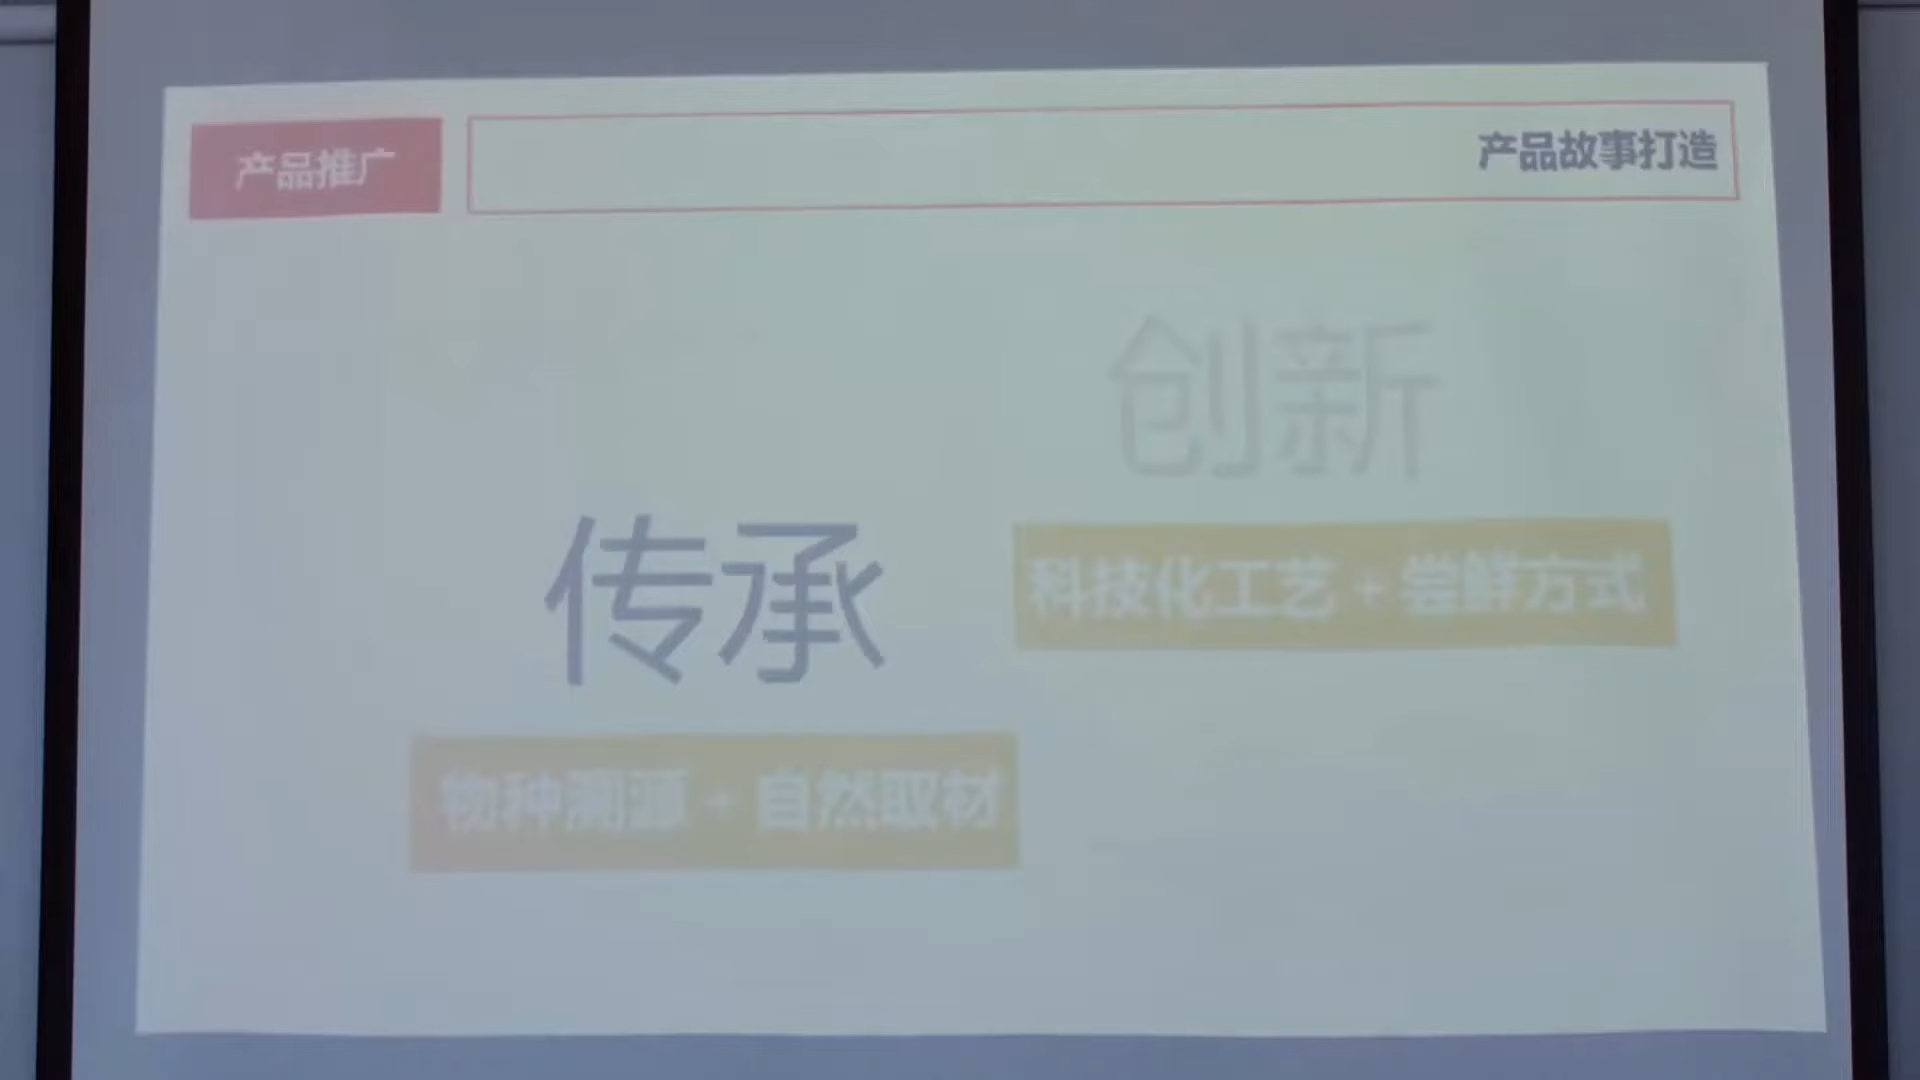 产品推广
产品故事打造
创新
科技化工艺+尝鲜方式
传承
物种溯源+自然取材